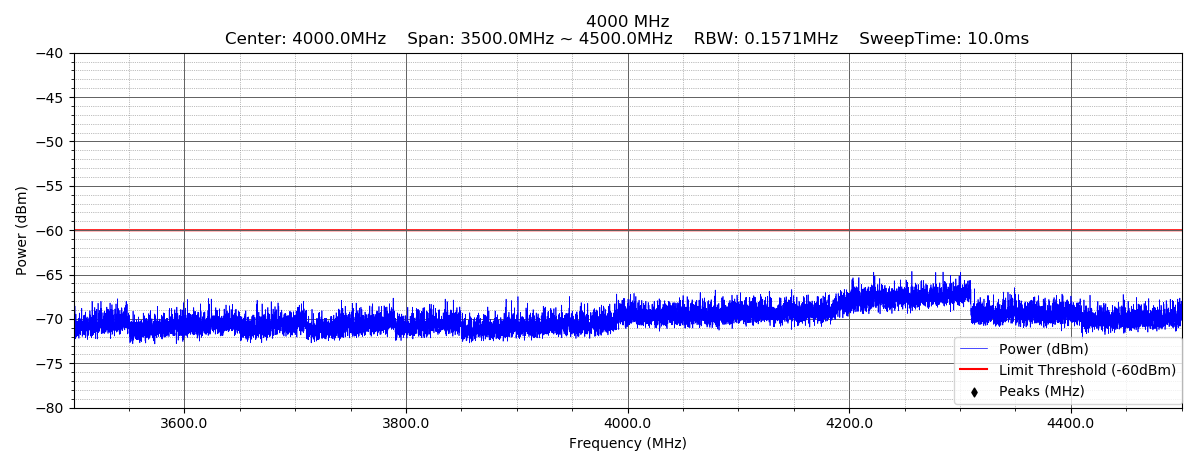 4000 MHz
Center: 4000.0MHz    Span: 3500.0MHz ~ 4500.0MHz    RBW: 0.1571MHz    SweepTime: 10.0ms
−40
−45
−50
−55
−60
−65
−70
−75
−80
Power (dBm)
Power (dBm)
Limit Threshold (-60dBm)
Peaks (MHz)
3600.0
3800.0
4000.0
4200.0
4400.0
Frequency (MHz)